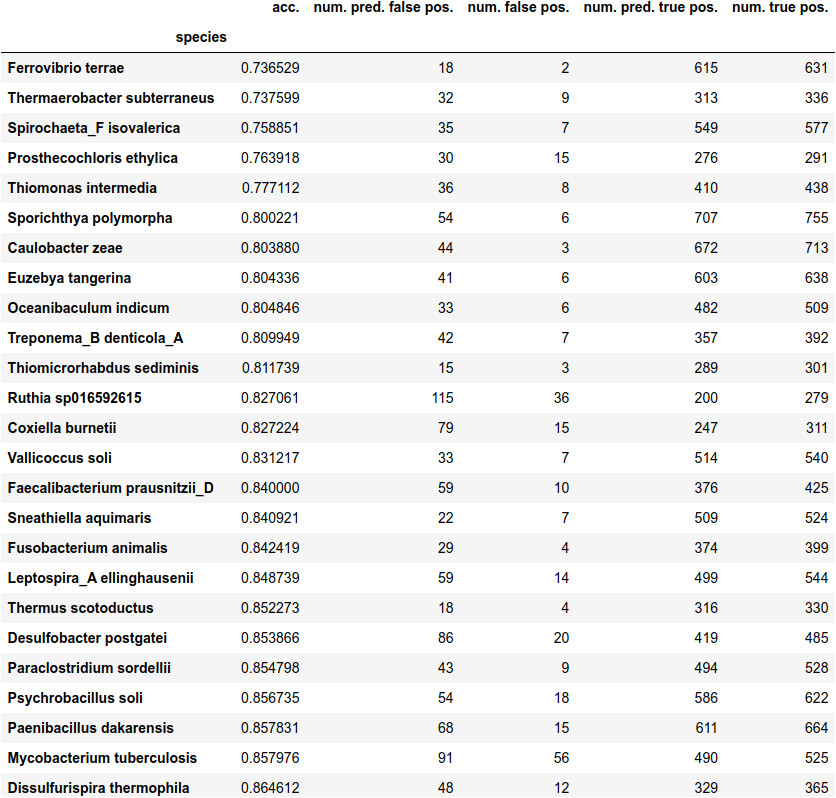 acc. num. pred. false pos. num. false pos. num. pred. true pos. num. true pos.
species
Ferrovibrio terrae 0.736529 18 2 615 631
Thermaerobacter subterraneus 0.737599 32 9 313 336
Spirochaeta_F isovalerica 0.758851 35 7 549 577
Prosthecochloris ethylica 0.763918 30 15 276 291
Thiomonas intermedia 0.777112 36 8 410 438
Sporichthya polymorpha 0.800221 54 6 707 755
Caulobacter zeae 0.803880 44 3 672 713
Euzebya tangerina 0.804336 41 6 603 638
Oceanibaculum indicum 0.804846 33 6 482 509
Treponema_B denticola_A 0.809949 42 7 357 392
Thiomicrorhabdus sediminis 0.811739 15 3 289 301
Ruthia sp016592615 0.827061 115 36 200 279
Coxiella burnetii 0.827224 79 15 247 311
Vallicoccus soli 0.831217 33 7 514 540
Faecalibacterium prausnitzii_D 0.840000 59 10 376 425
Sneathiella aquimaris 0.840921 22 7 509 524
Fusobacterium animalis 0.842419 29 4 374 399
Leptospira_A ellinghausenii 0.848739 59 14 499 544
Thermus scotoductus 0.852273 18 4 316 330
Desulfobacter postgatei 0.853866 86 20 419 485
Paraclostridium sordellii 0.854798 43 9 494 528
Psychrobacillus soli 0.856735 54 18 586 622
Paenibacillus dakarensis 0.857831 68 15 611 664
Mycobacterium tuberculosis 0.857976 91 56 490 525
Dissulfurispira thermophila 0.864612 48 12 329 365